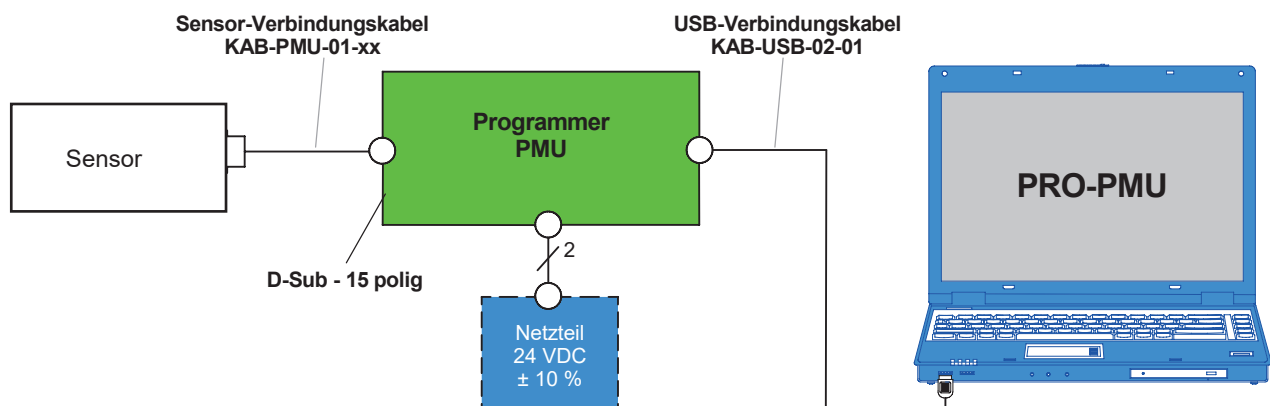 Sensor-Verbindungskabel
KAB-PMU-01-xx
USB-Verbindungskabel
KAB-USB-02-01
Sensor
Programmer
PMU
PRO-PMU
D-Sub - 15 polig
2
Netzteil
24 VDC
± 10 %